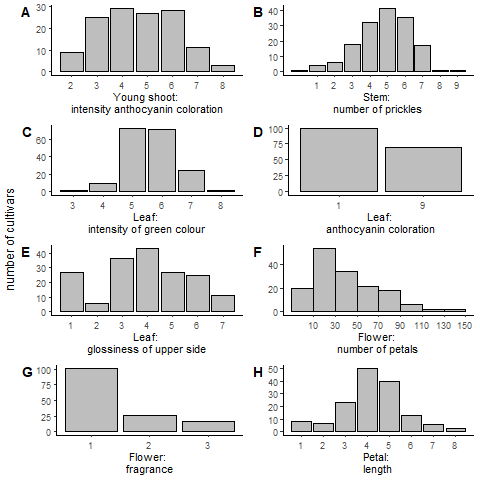 number of cultivars
A
30
20
10
0
2 3 4 5 6 7 8
Young shoot:
intensity anthocyanin coloration
B
40
30
20
10
0
1 2 3 4 5 6 7 8 9
Stem:
number of prickles
C
60
40
20
0
3 4 5 6 7 8
Leaf:
intensity of green colour
D
100
75
50
25
0
1 9
Leaf:
anthocyanin coloration
E
40
30
20
10
0
1 2 3 4 5 6 7
Leaf:
glossiness of upper side
F
40
20
0
10 30 50 70 90 110 130 150
Flower:
number of petals
G
100
75
50
25
0
1 2 3
Flower:
fragrance
H
50
40
30
20
10
0
1 2 3 4 5 6 7 8
Petal:
length